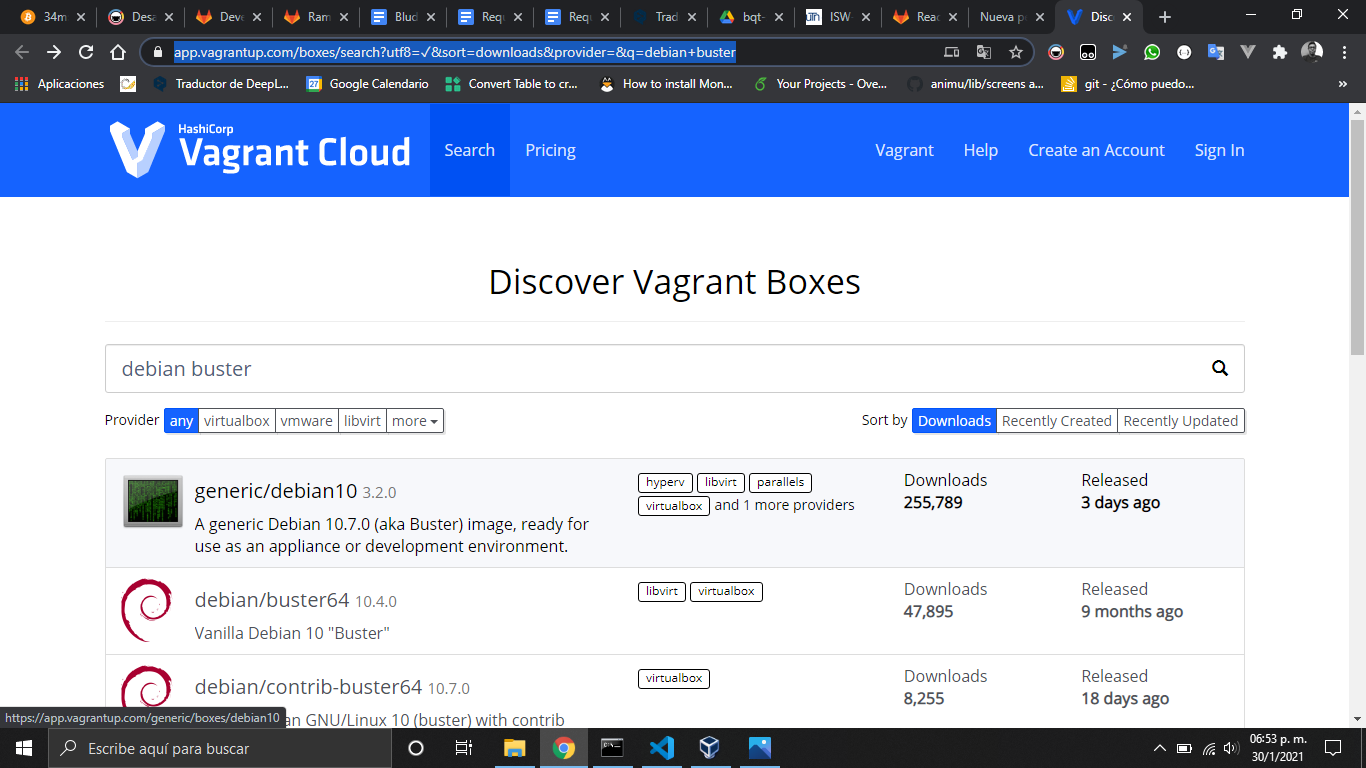 34m
Desa
Deve
Ram
Blud
Requ
Requ
Trad
bqt-
ISW
Reac
Nueva p
Disc
app.vagrantup.com/boxes/search?utf8=✓&sort=downloads&provider=&q=debian+buster
Aplicaciones
Traductor de DeepL...
27 Google Calendario
Convert Table to cr...
How to install Mon...
Your Projects - Ove...
animu/lib/screens a...
git - ¿Cómo puedo...
HashiCorp
Vagrant Cloud
Search
Pricing
Vagrant
Help
Create an Account
Sign In
Discover Vagrant Boxes
debian buster
Provider any virtualbox vmware libvirt more
Sort by Downloads Recently Created Recently Updated
generic/debian10 3.2.0
A generic Debian 10.7.0 (aka Buster) image, ready for
use as an appliance or development environment.
hyperv libvirt parallels
virtualbox and 1 more providers
Downloads
255,789
Released
3 days ago
debian/buster64 10.4.0
Vanilla Debian 10 "Buster"
libvirt virtualbox
Downloads
47,895
Released
9 months ago
debian/contrib-buster64 10.7.0
an GNU/Linux 10 (buster) with contrib
virtualbox
Downloads
8,255
Released
18 days ago
https://app.vagrantup.com/generic/boxes/debian10
Escribe aquí para buscar
06:53 p. m.
30/1/2021